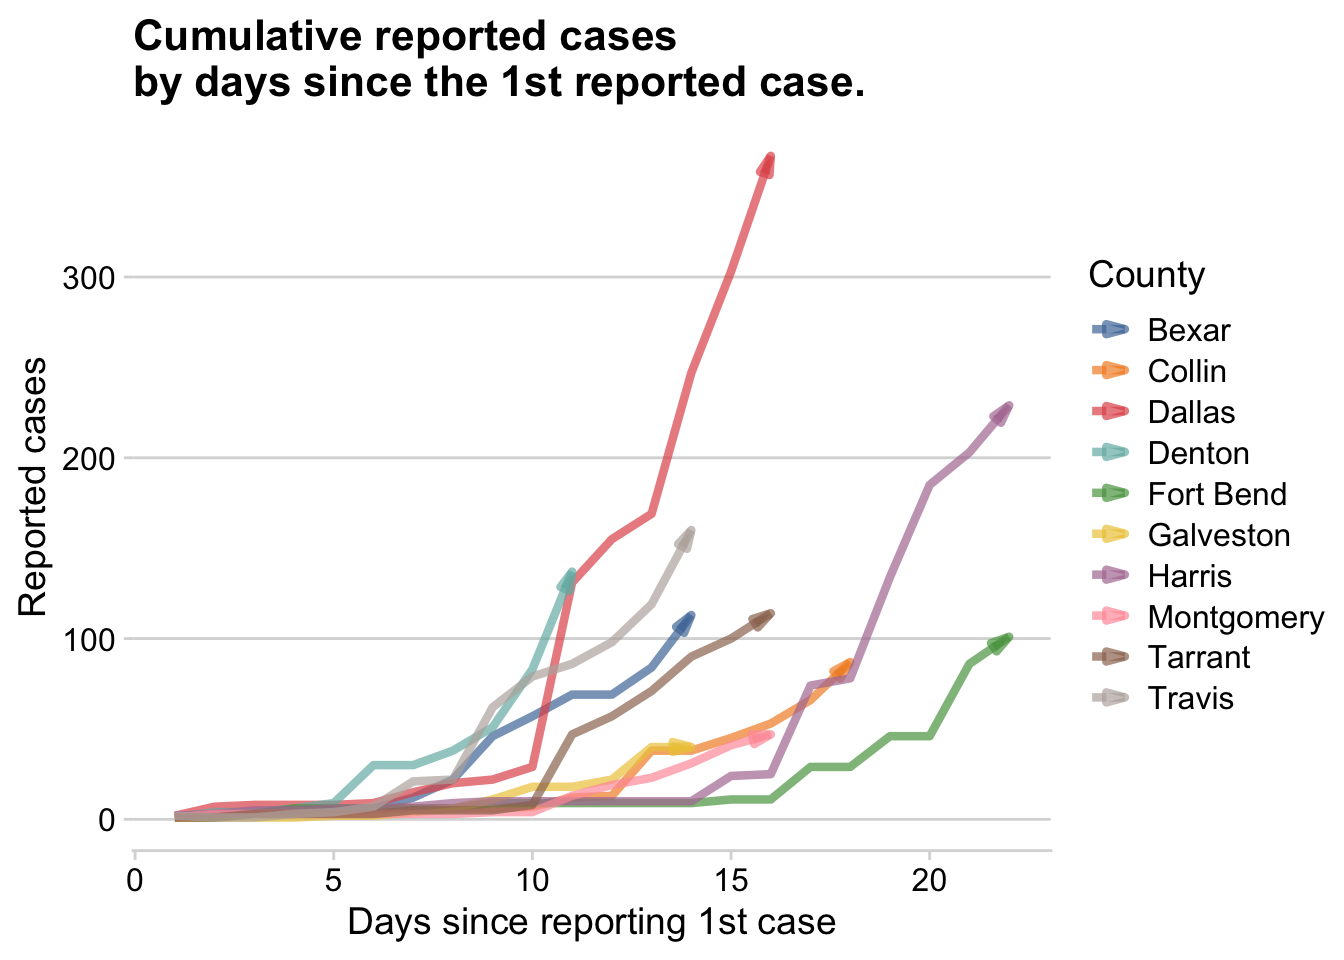 Cumulative reported cases
by days since the 1st reported case.
300
200
100
0
Reported cases
0 5 10 15 20
Days since reporting 1st case
County
Bexar
Collin
Dallas
Denton
Fort Bend
Galveston
Harris
Montgomery
Tarrant
Travis